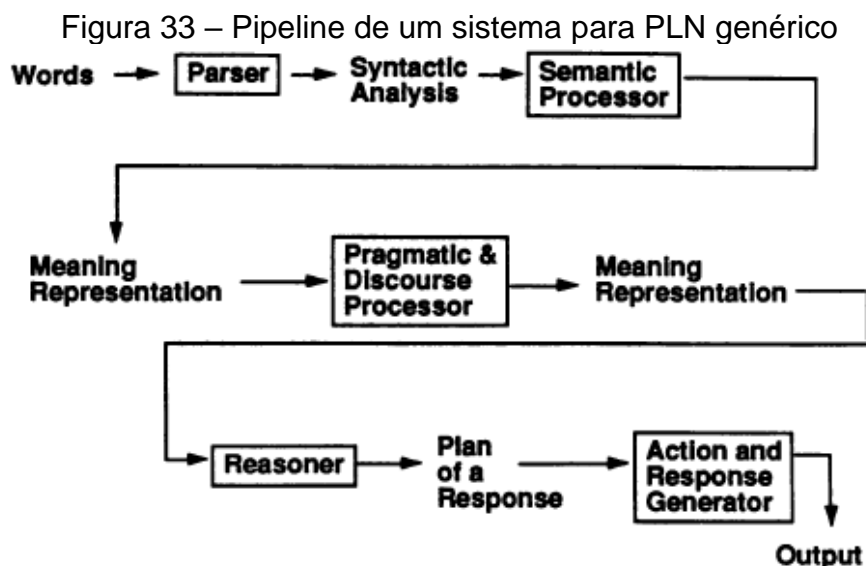 Figura 33 – Pipeline de um sistema para PLN genérico
Words
Parser
Syntactic
Analysis
Semantic
Processor
Meaning
Representation
Pragmatic &
Discourse
Processor
Meaning
Representation
Reasoner
Plan
of a
Response
Action and
Response
Generator
Output